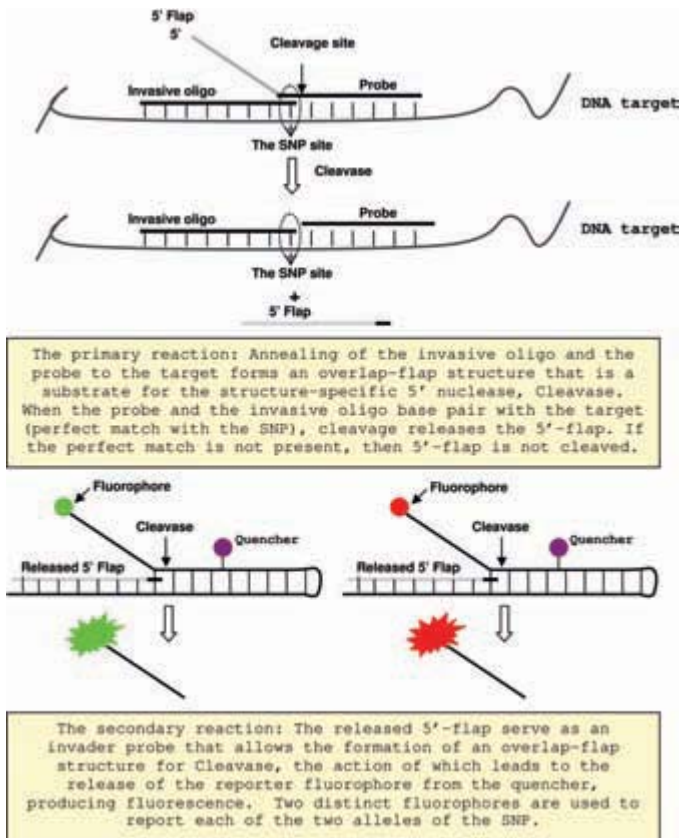 5' Flap
5'
Cleavage site
Invasive oligo
Probe
DNA target
The SNP site
Cleavase
Invasive oligo
Probe
DNA target
The SNP site
+
5' Flap
The primary reaction: Annealing of the invasive oligo and the
probe to the target forms an overlap-flap structure that is a
substrate for the structure-specific 5' nuclease, Cleavase.
When the probe and the invasive oligo base pair with the target
(perfect match with the SNP), cleavage releases the 5'-flap. If
the perfect match is not present, then 5'-flap is not cleaved.
Fluorophore
Cleavase
Quencher
Released 5' Flap
Fluorophore
Cleavase
Quencher
Released 5' Flap
The secondary reaction: The released 5'-flap serve as an
invader probe that allows the formation of an overlap-flap
structure for Cleavase, the action of which leads to the
release of the reporter fluorophore from the quencher,
producing fluorescence. Two distinct fluorophores are used to
report each of the two alleles of the SNP.